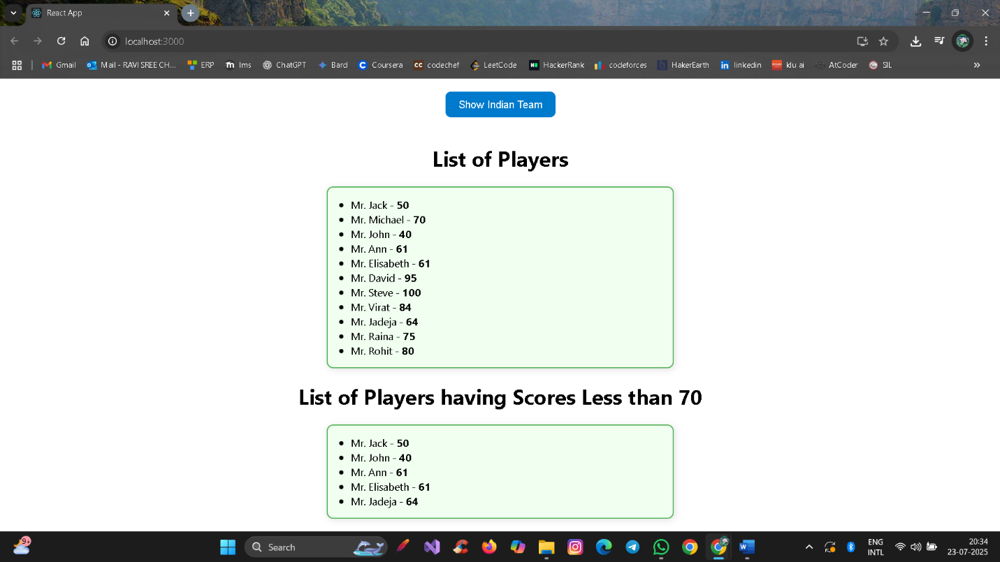 React App
localhost:3000
Gmail
Mail - RAVI SREE CH...
ERP
lms
ChatGPT
Bard
Coursera
codechef
LeetCode
HackerRank
codeforces
HakerEarth
linkedin
klu ai
AtCoder
SIL
Show Indian Team
List of Players
Mr. Jack - 50
Mr. Michael - 70
Mr. John - 40
Mr. Ann - 61
Mr. Elisabeth - 61
Mr. David - 95
Mr. Steve - 100
Mr. Virat - 84
Mr. Jadeja - 64
Mr. Raina - 75
Mr. Rohit - 80
List of Players having Scores Less than 70
Mr. Jack - 50
Mr. John - 40
Mr. Ann - 61
Mr. Elisabeth - 61
Mr. Jadeja - 64
9+
Search
ENG
INTL
20:34
23-07-2025